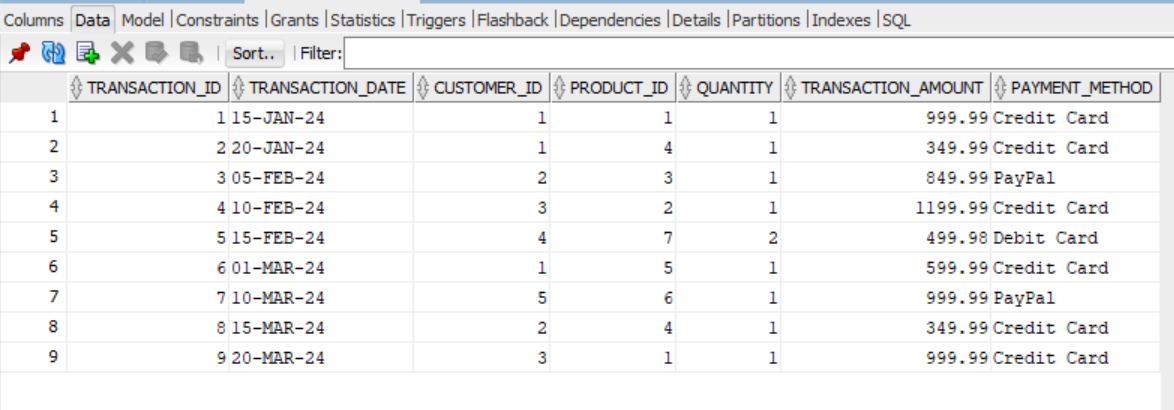 Columns Data Model Constraints Grants Statistics Triggers Flashback Dependencies Details Partitions Indexes SQL
Sort.. Filter:
TRANSACTION_ID TRANSACTION_DATE CUSTOMER_ID PRODUCT_ID QUANTITY TRANSACTION_AMOUNT PAYMENT_METHOD
1 1 15-JAN-24 1 1 1 999.99 Credit Card
2 2 20-JAN-24 1 4 1 349.99 Credit Card
3 3 05-FEB-24 2 3 1 849.99 PayPal
4 4 10-FEB-24 3 2 1 1199.99 Credit Card
5 5 15-FEB-24 4 7 2 499.98 Debit Card
6 6 01-MAR-24 1 5 1 599.99 Credit Card
7 7 10-MAR-24 5 6 1 999.99 PayPal
8 8 15-MAR-24 2 4 1 349.99 Credit Card
9 9 20-MAR-24 3 1 1 999.99 Credit Card